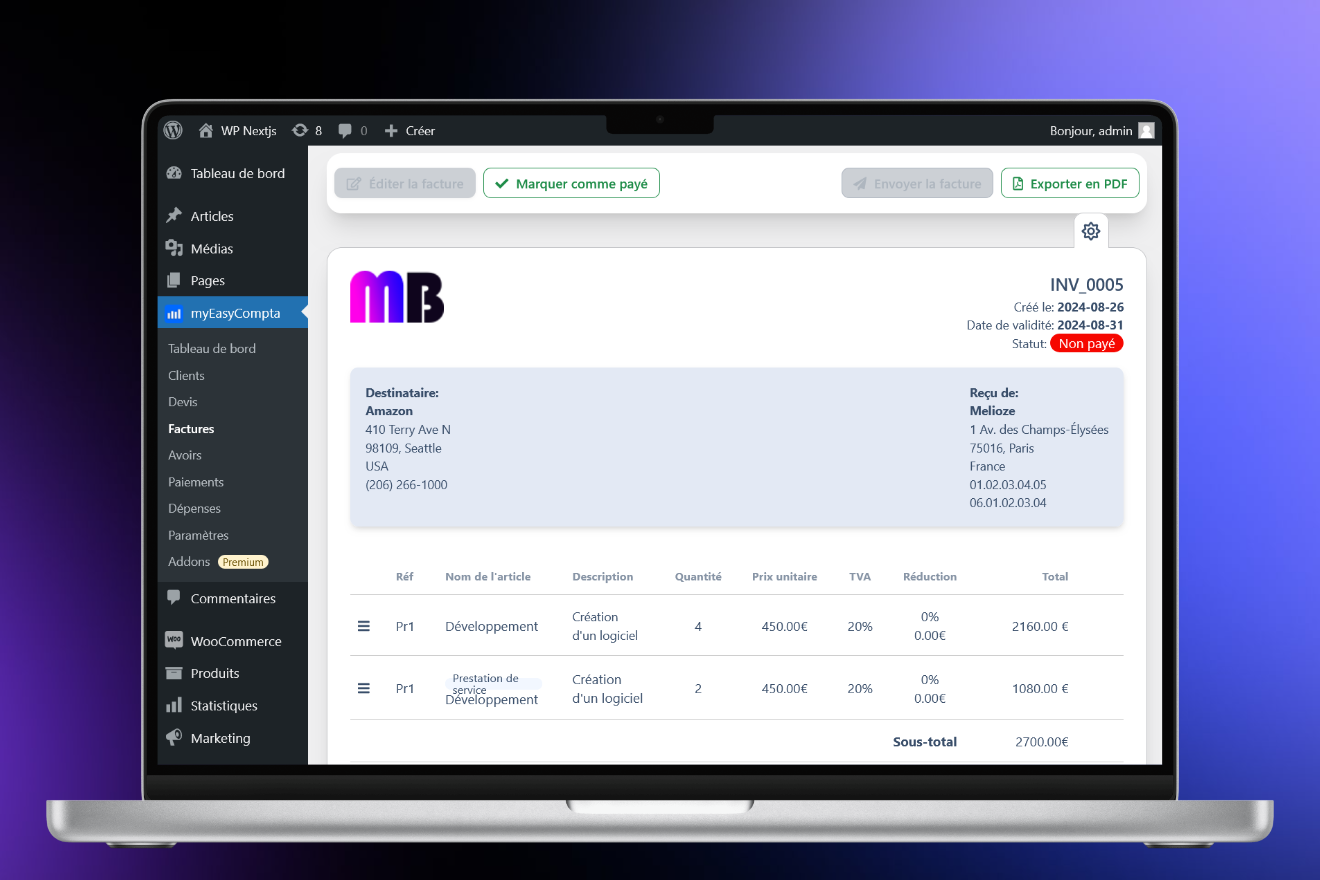 WP Nextjs 8 0 Créer Bonjour, admin
Tableau de bord
Articles
Médias
Pages
myEasyCompta
Tableau de bord
Clients
Devis
Factures
Avoirs
Paiements
Dépenses
Paramètres
Addons Premium
Commentaires
WOO WooCommerce
Produits
Statistiques
Marketing
Éditer la facture Marquer comme payé Envoyer la facture Exporter en PDF
MB
INV_0005
Créé le: 2024-08-26
Date de validité: 2024-08-31
Statut: Non payé
Destinataire:
Amazon
410 Terry Ave N
98109, Seattle
USA
(206) 266-1000
Reçu de:
Melioze
1 Av. des Champs-Élysées
75016, Paris
France
01.02.03.04.05
06.01.02.03.04
Réf Nom de l'article Description Quantité Prix unitaire TVA Réduction Total
Pr1 Développement Création d'un logiciel 4 450.00€ 20% 0% 0.00€ 2160.00 €
Pr1 Prestation de service Développement Création d'un logiciel 2 450.00€ 20% 0% 0.00€ 1080.00 €
Sous-total 2700.00€